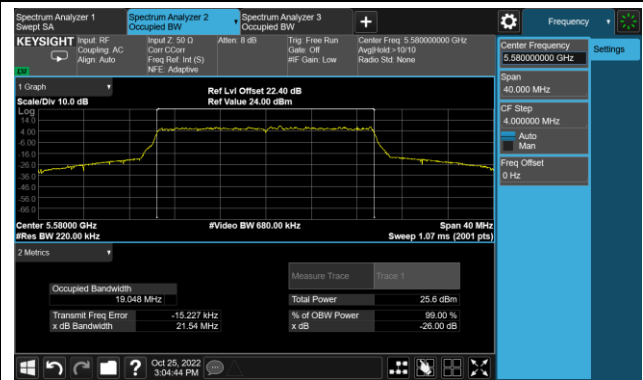 Spectrum Analyzer 1
Swept SA
Spectrum Analyzer 2
Occupied BW
Spectrum Analyzer 3
Occupied BW
+
Frequency
KEYSIGHT
Input: RF
Coupling: AC
Align: Auto
Input Z: 50 Ω
Corr CCorr
Freq Ref: Int (S)
NFE: Adaptive
Atten: 8 dB
Trig: Free Run
Gate: Off
#IF Gain: Low
Center Freq: 5.580000000 GHz
Avg|Hold:>10/10
Radio Std: None
Center Frequency
5.580000000 GHz
Settings
Span
40.000 MHz
CF Step
4.000000 MHz
Auto
Man
Freq Offset
0 Hz
1 Graph
Scale/Div 10.0 dB
Ref Lvl Offset 22.40 dB
Ref Value 24.00 dBm
Log
14.0
4.00
-6.00
-16.0
-26.0
-36.0
-46.0
-56.0
-66.0
Center 5.58000 GHz
#Res BW 220.00 kHz
#Video BW 680.00 kHz
Span 40 MHz
Sweep 1.07 ms (2001 pts)
2 Metrics
Measure Trace
Trace 1
Occupied Bandwidth
19.048 MHz
Total Power
25.6 dBm
Transmit Freq Error
-15.227 kHz
% of OBW Power
99.00 %
x dB Bandwidth
21.54 MHz
x dB
-26.00 dB
?
Oct 25, 2022
3:04:44 PM